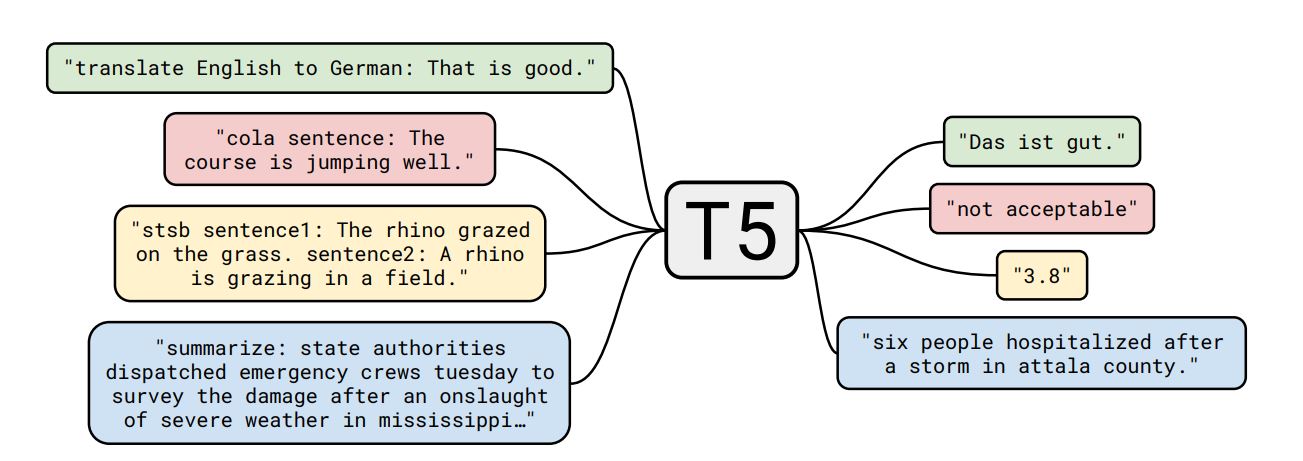 "translate English to German: That is good."
"cola sentence: The
course is jumping well."
"stsb sentence1: The rhino grazed
on the grass. sentence2: A rhino
is grazing in a field."
"summarize: state authorities
dispatched emergency crews tuesday to
survey the damage after an onslaught
of severe weather in mississippi…"
T5
"Das ist gut."
"not acceptable"
"3.8"
"six people hospitalized after
a storm in attala county."